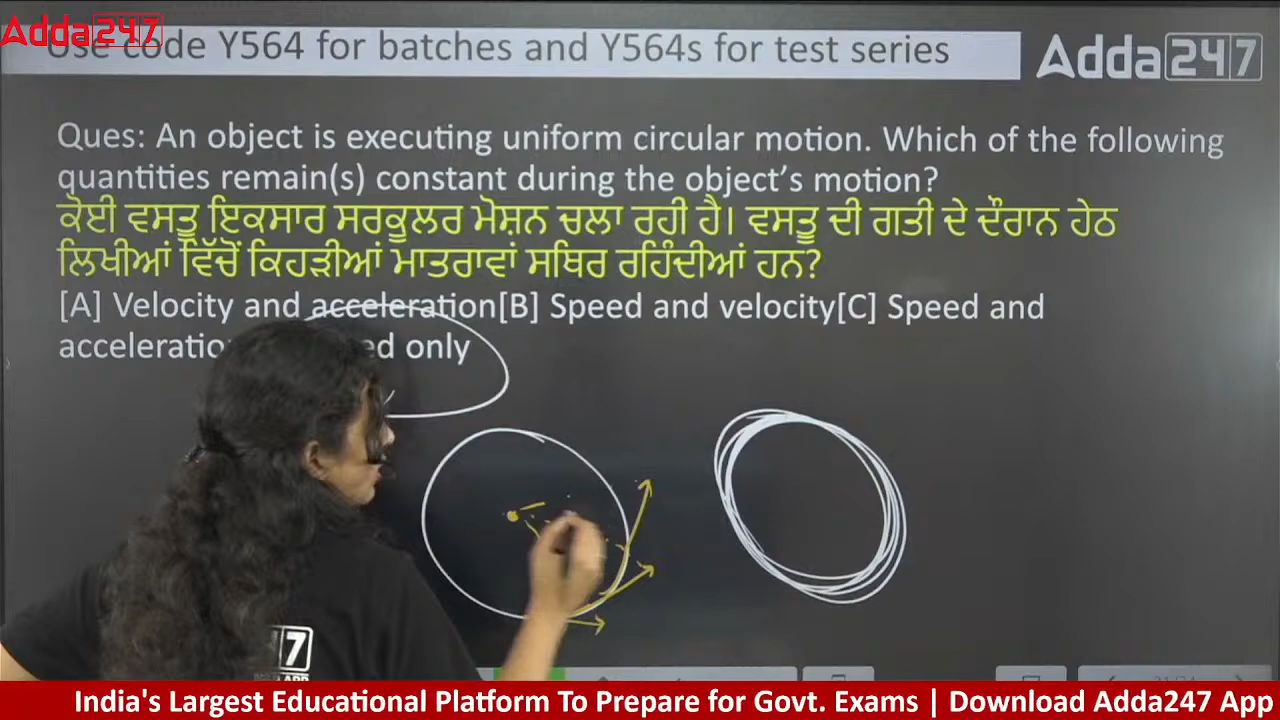 Adda247
Use code Y564 for batches and Y564s for test series
Adda247
Ques: An object is executing uniform circular motion. Which of the following
quantities remain(s) constant during the object's motion?
ਕੋਈ ਵਸਤੂ ਇਕਸਾਰ ਸਰਕੂਲਰ ਮੋਸ਼ਨ ਚਲਾ ਰਹੀ ਹੈ। ਵਸਤੂ ਦੀ ਗਤੀ ਦੇ ਦੌਰਾਨ ਹੇਠ
ਲਿਖੀਆਂ ਵਿੱਚੋਂ ਕਿਹੜੀਆਂ ਮਾਤਰਾਵਾਂ ਸਥਿਰ ਰਹਿੰਦੀਆਂ ਹਨ?
[A] Velocity and acceleration[B] Speed and velocity[C] Speed and
only
India's Largest Educational Platform To Prepare for Govt. Exams | Download Adda247 App